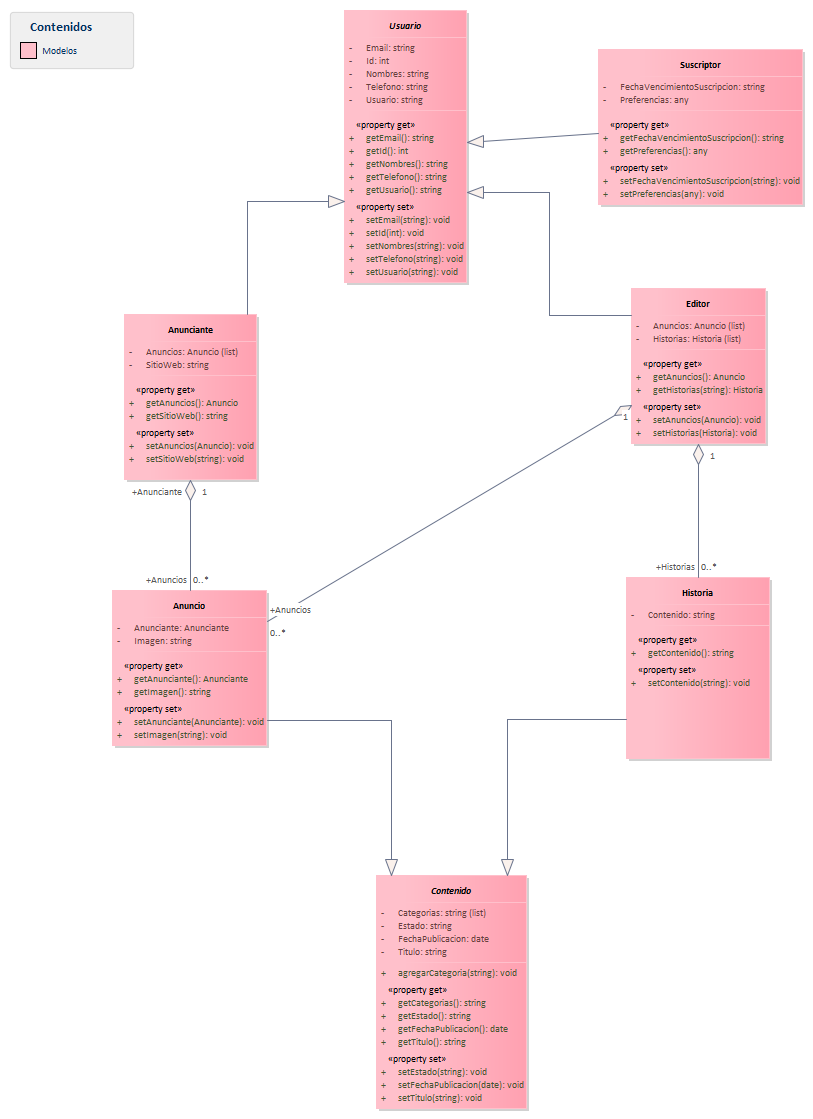 Contenidos
Modelos
Usuario
- Email: string
- Id: int
- Nombres: string
- Telefono: string
- Usuario: string
«property get»
+ getEmail(): string
+ getId(): int
+ getNombres(): string
+ getTelefono(): string
+ getUsuario(): string
«property set»
+ setEmail(string): void
+ setId(int): void
+ setNombres(string): void
+ setTelefono(string): void
+ setUsuario(string): void
Suscriptor
- FechaVencimientoSuscripcion: string
- Preferencias: any
«property get»
+ getFechaVencimientoSuscripcion(): string
+ getPreferencias(): any
«property set»
+ setFechaVencimientoSuscripcion(string): void
+ setPreferencias(any): void
Anunciante
- Anuncios: Anuncio (list)
- SitioWeb: string
«property get»
+ getAnuncios(): Anuncio
+ getSitioWeb(): string
«property set»
+ setAnuncios(Anuncio): void
+ setSitioWeb(string): void
Editor
- Anuncios: Anuncio (list)
- Historias: Historia (list)
«property get»
+ getAnuncios(): Anuncio
+ getHistorias(string): Historia
«property set»
+ setAnuncios(Anuncio): void
+ setHistorias(Historia): void
1
1
+Anunciante 1
+Anuncios 0..*
+Historias 0..*
+Anuncios
0..*
Anuncio
- Anunciante: Anunciante
- Imagen: string
«property get»
+ getAnunciante(): Anunciante
+ getImagen(): string
«property set»
+ setAnunciante(Anunciante): void
+ setImagen(string): void
Historia
- Contenido: string
«property get»
+ getContenido(): string
«property set»
+ setContenido(string): void
Contenido
- Categorias: string (list)
- Estado: string
- FechaPublicacion: date
- Titulo: string
+ agregarCategoria(string): void
«property get»
+ getCategorias(): string
+ getEstado(): string
+ getFechaPublicacion(): date
+ getTitulo(): string
«property set»
+ setEstado(string): void
+ setFechaPublicacion(date): void
+ setTitulo(string): void